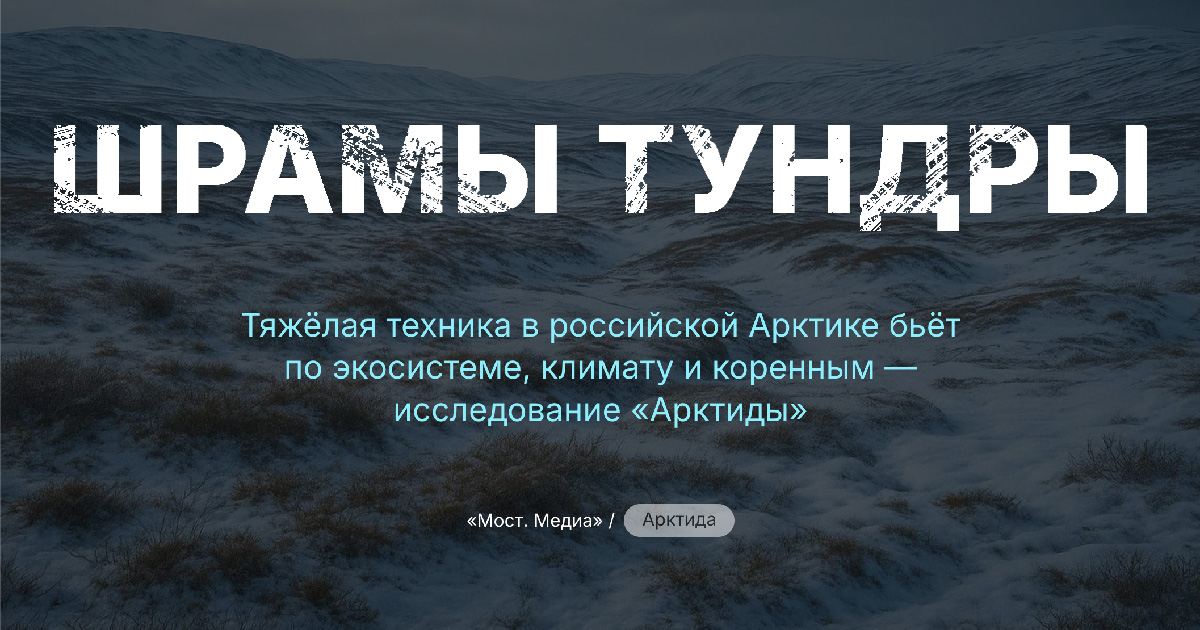 ШРАМЫ ТУНДРЫ
Тяжёлая техника в российской Арктике бьёт
по экосистеме, климату и коренным —
исследование «Арктиды»
«Мост. Медиа» / Арктида